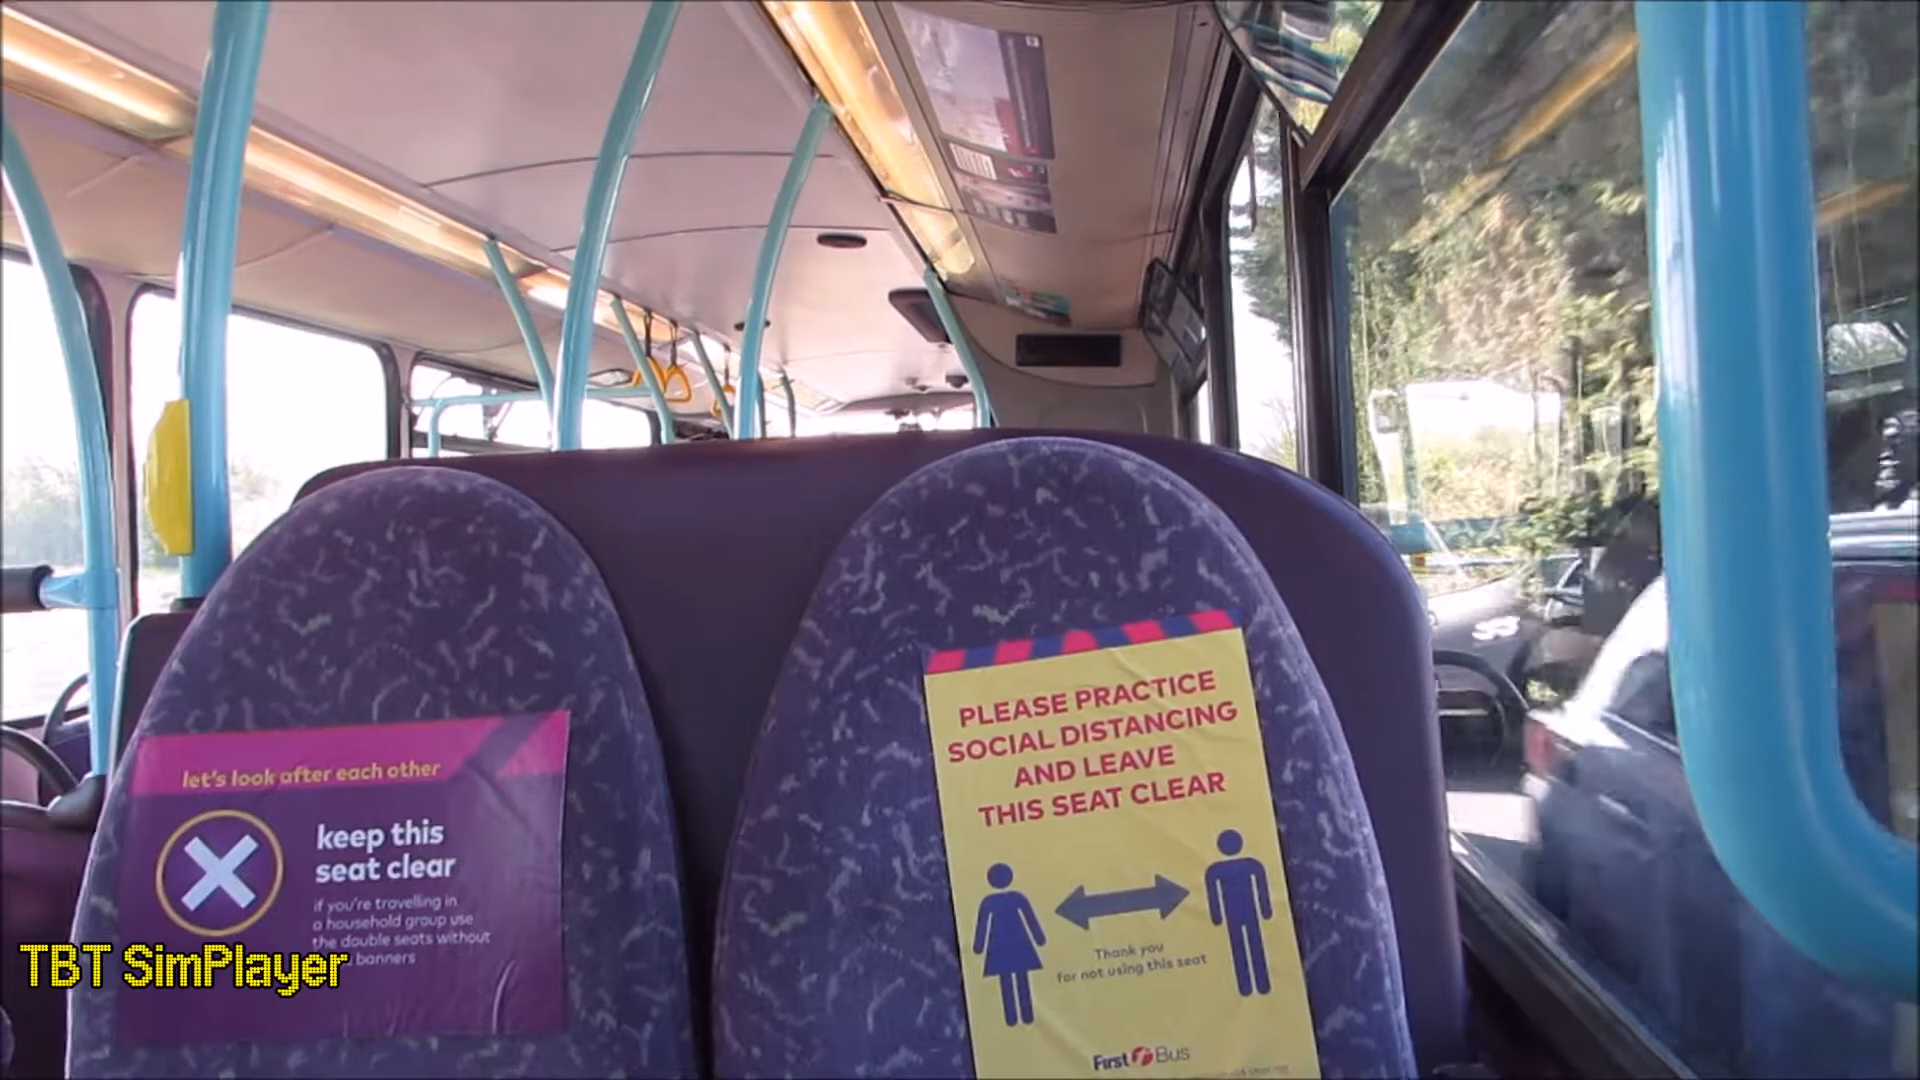 let's look after each other
keep this
seat clear
if you're travelling in
a household group use
the double seats without
banners
TBT SimPlayer
PLEASE PRACTICE
SOCIAL DISTANCING
AND LEAVE
THIS SEAT CLEAR
Thank you
for not using this seat
First Bus